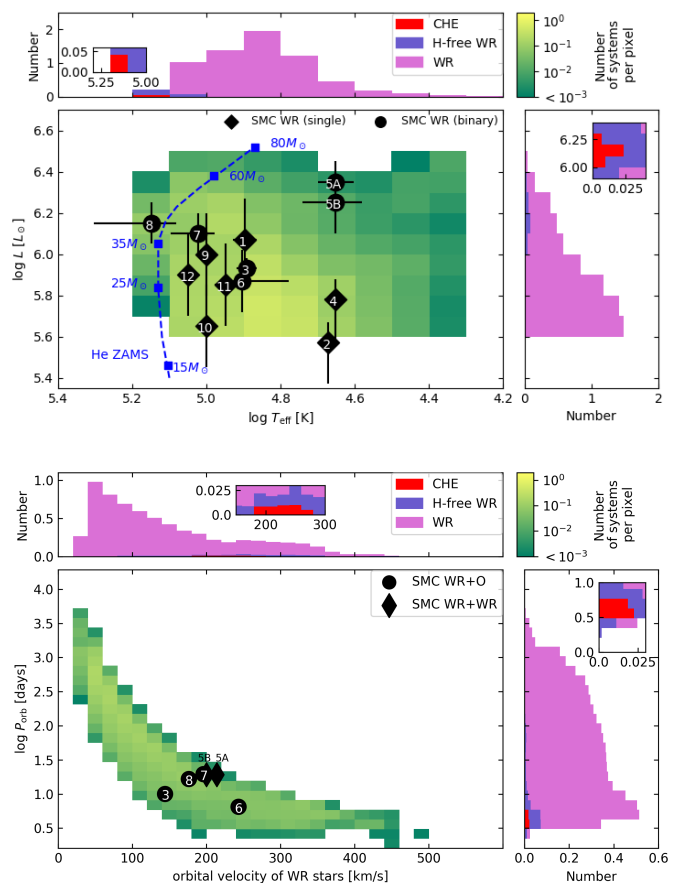 Number
2
1
0
0.05
0.00
5.25
5.00
CHE
H-free WR
WR
10⁰
10⁻¹
10⁻²
< 10⁻³
Number
of systems
per pixel
log L [L⊙]
6.6
6.4
6.2
6.0
5.8
5.6
5.4
SMC WR (single)
SMC WR (binary)
80M⊙
60M⊙
35M⊙
25M⊙
15M⊙
He ZAMS
5A
5B
8
7
1
9
3
12
11
6
4
10
2
5.4
5.2
5.0
4.8
4.6
4.4
4.2
log Teff [K]
6.25
6.00
0.0
0.025
0
1
2
Number
Number
1.0
0.5
0.0
0.025
0.000
200
300
CHE
H-free WR
WR
10⁰
10⁻¹
10⁻²
< 10⁻³
Number
of systems
per pixel
log Porb [days]
4.0
3.5
3.0
2.5
2.0
1.5
1.0
0.5
SMC WR+O
SMC WR+WR
5B 5A
8
7
3
6
0
100
200
300
400
500
orbital velocity of WR stars [km/s]
1.0
0.5
0.0
0.0
0.025
0.0
0.2
0.4
0.6
Number